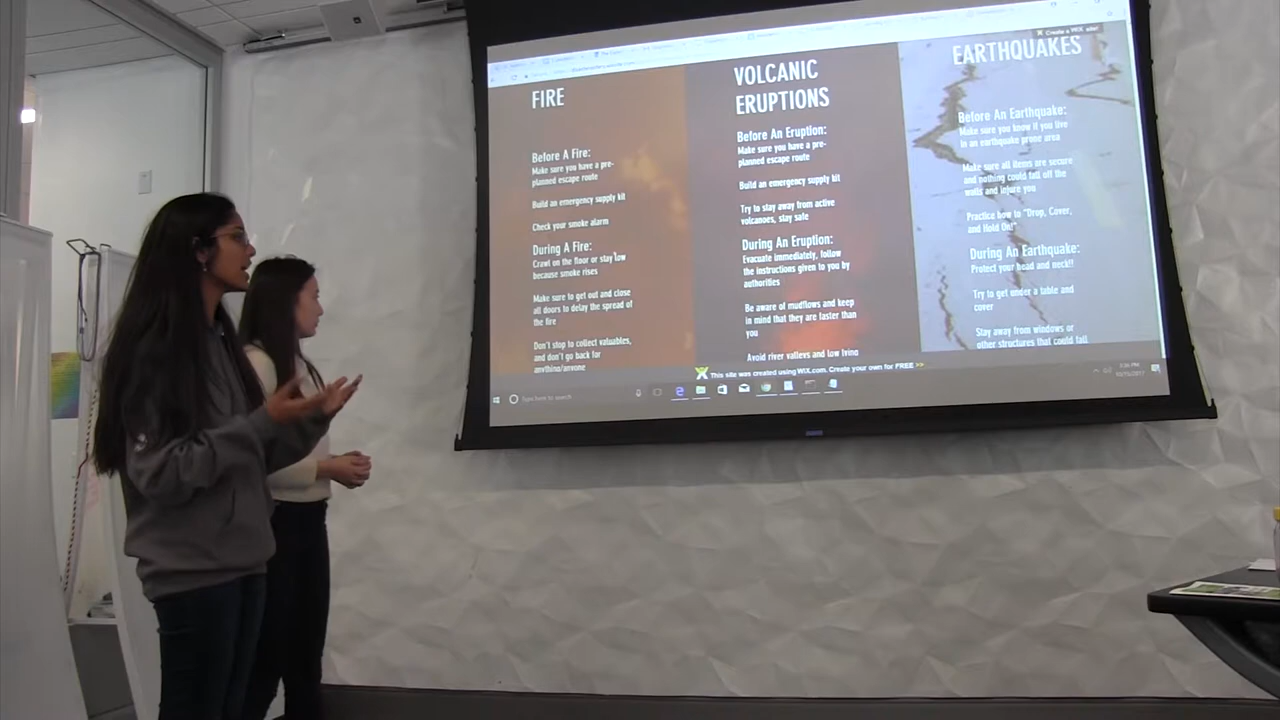 Create a WiX site!
FIRE
Before A Fire:
Make sure you have a pre-
planned escape route
Build an emergency supply kit
Check your smoke alarm
During A Fire:
Crawl on the floor or stay low
because smoke rises
Make sure to get out and close
all doors to delay the spread of
the fire
Don't stop to collect valuables,
and don't go back for
anything/anyone
VOLCANIC
ERUPTIONS
Before An Eruption:
Make sure you have a pre-
planned escape route
Build an emergency supply kit
Try to stay away from active
volcanoes, stay safe
During An Eruption:
Evacuate immediately, follow
the instructions given to you by
authorities
Be aware of mudflows and keep
in mind that they are faster than
you
Avoid river valleys and low lying
EARTHQUAKES
Before An Earthquake:
Make sure you know if you live
in an earthquake prone area
Make sure all items are secure
and nothing could fall off the
walls and injure you
Practice how to "Drop, Cover,
and Hold On!"
During An Earthquake:
Protect your head and neck!!
Try to get under a table and
cover
Stay away from windows or
other structures that could fall
This site was created using WIX.com. Create your own for FREE >>
Type here to search